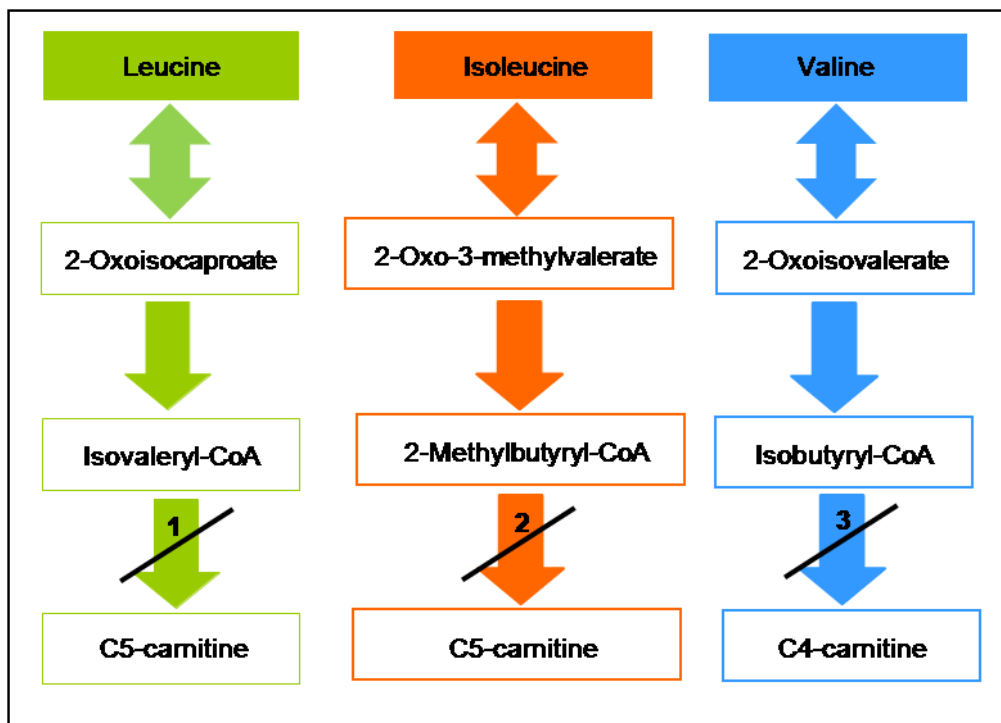 Leucine
Isoleucine
Valine
2-Oxoisocaproate
2-Oxo-3-methylvalerate
2-Oxoisovalerate
Isovaleryl-CoA
2-Methylbutyryl-CoA
Isobutyryl-CoA
1
2
3
C5-carnitine
C5-carnitine
C4-carnitine